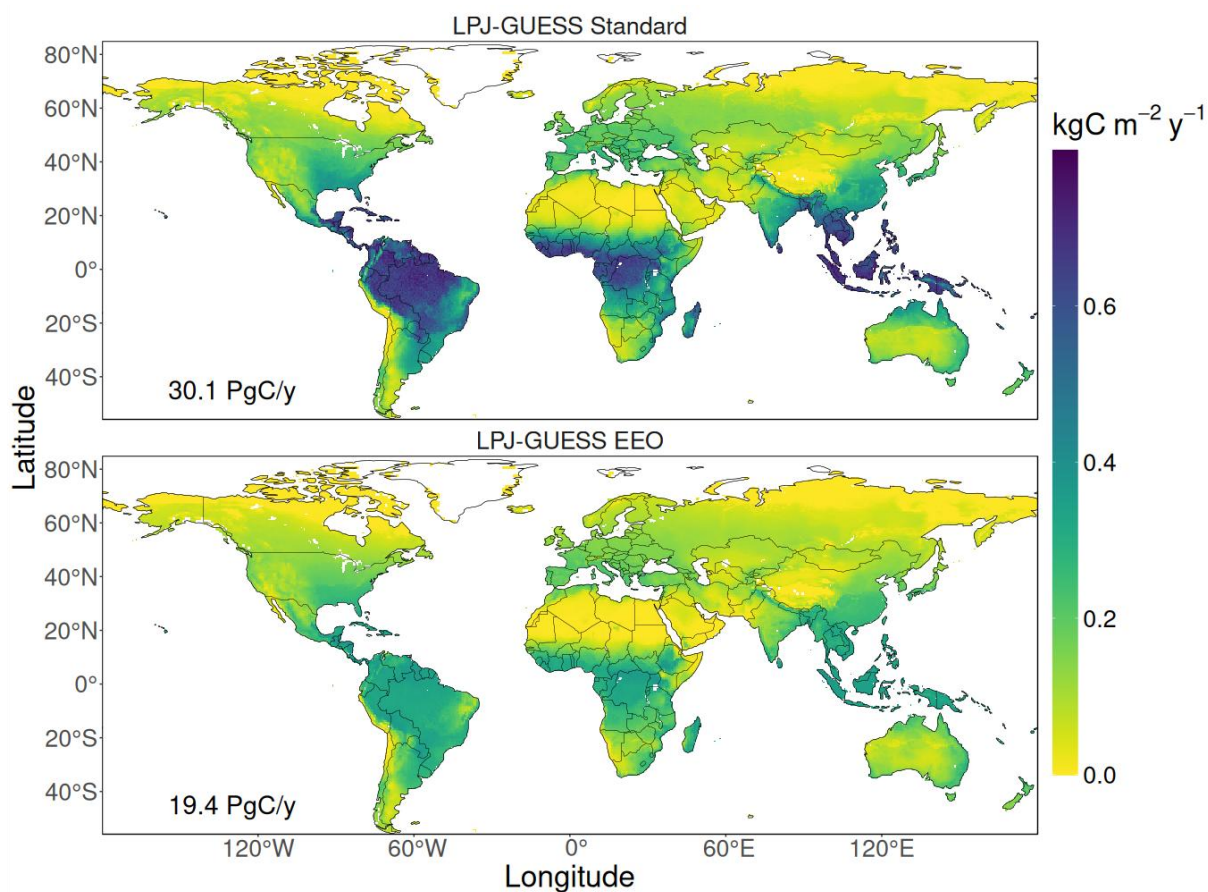 LPJ-GUESS Standard
80°N
60°N
40°N
20°N
0°
20°S
40°S
30.1 PgC/y
LPJ-GUESS EEO
80°N
60°N
40°N
20°N
0°
20°S
40°S
19.4 PgC/y
120°W
60°W
0°
60°E
120°E
Longitude
Latitude
kgC m⁻² y⁻¹
0.6
0.4
0.2
0.0